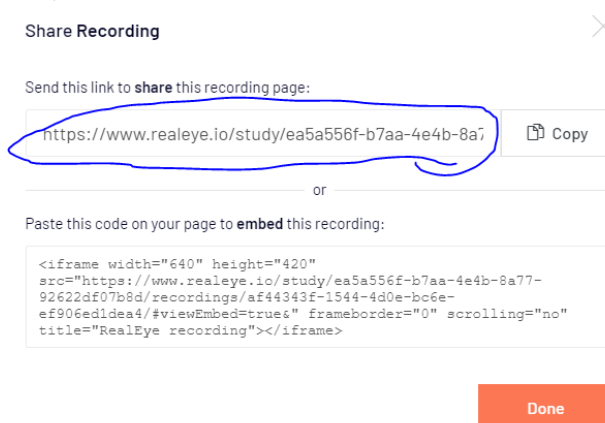 Share Recording
Send this link to share this recording page:
https://www.realeye.io/study/ea5a556f-b7aa-4e4b-8a7
Copy
or
Paste this code on your page to embed this recording:
<iframe width="640" height="420"
src="https://www.realeye.io/study/ea5a556f-b7aa-4e4b-8a77-
92622df07b8d/recordings/af44343f-1544-4d0e-bc6e-
ef906ed1dea4/#viewEmbed=true&" frameborder="0" scrolling="no"
title="RealEye recording"></iframe>
Done